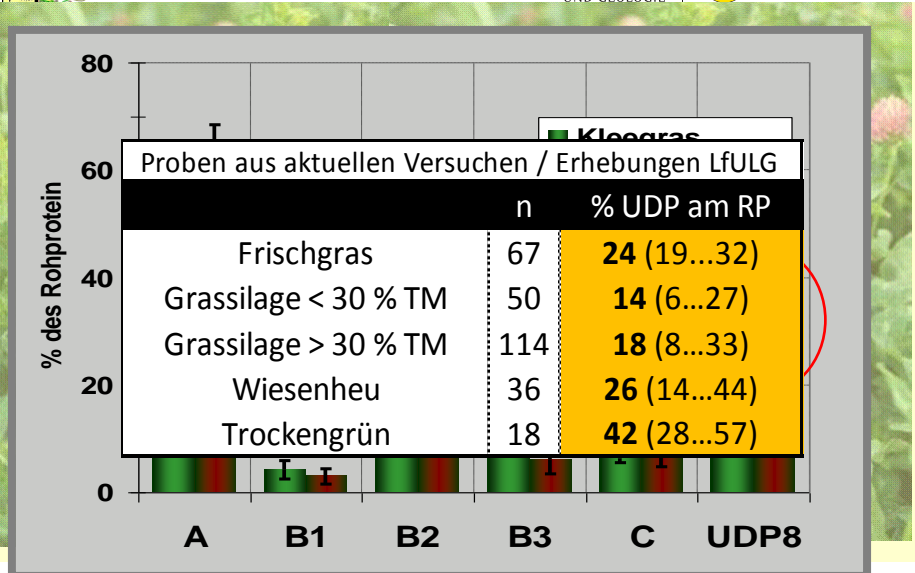 UND GEOLOGIE
80
60
40
20
0
% des Rohprotein
Kleegras
Proben aus aktuellen Versuchen / Erhebungen LfULG
n % UDP am RP
Frischgras 67 24 (19...32)
Grassilage < 30 % TM 50 14 (6...27)
Grassilage > 30 % TM 114 18 (8...33)
Wiesenheu 36 26 (14...44)
Trockengrün 18 42 (28...57)
A B1 B2 B3 C UDP8